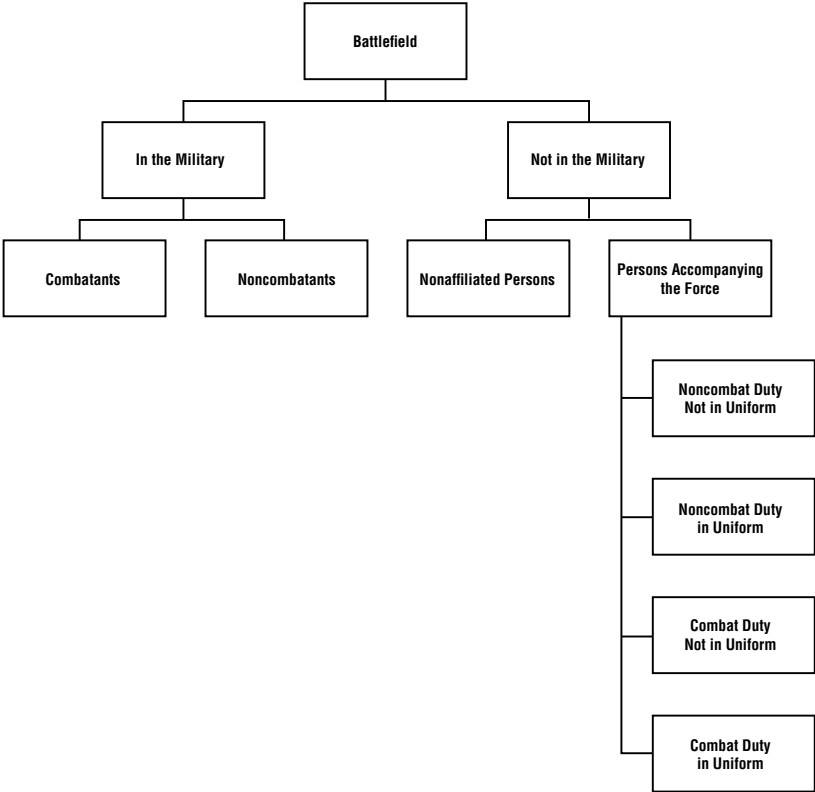 Battlefield
In the Military
Not in the Military
Combatants
Noncombatants
Nonaffiliated Persons
Persons Accompanying
the Force
Noncombat Duty
Not in Uniform
Noncombat Duty
in Uniform
Combat Duty
Not in Uniform
Combat Duty
in Uniform